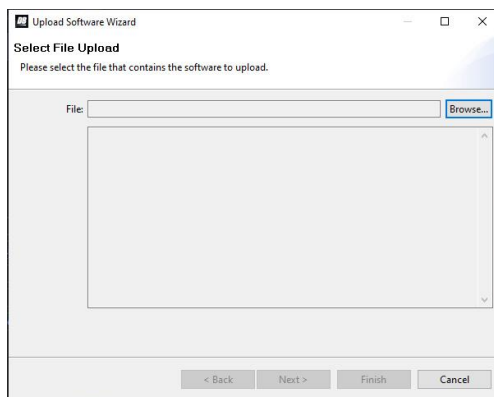 DB Upload Software Wizard
Select File Upload
Please select the file that contains the software to upload.
File:
Browse...
< Back
Next >
Finish
Cancel